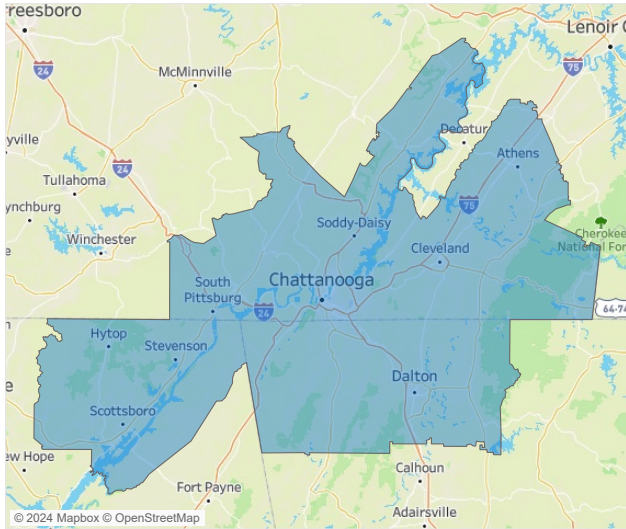 reesboro
Lenoir C
24
75
McMinnville
yville
Decatur
Athens
24
Tullahoma
ynchburg
75
Soddy-Daisy
Cherokee
National Fore
Winchester
e
Cleveland
South
Pittsburg
Chattanooga
24
64-74
n
Hytop
Stevenson
e
Dalton
Scottsboro
ew Hope
Calhoun
Fort Payne
Adairsville
© 2024 Mapbox © OpenStreetMap